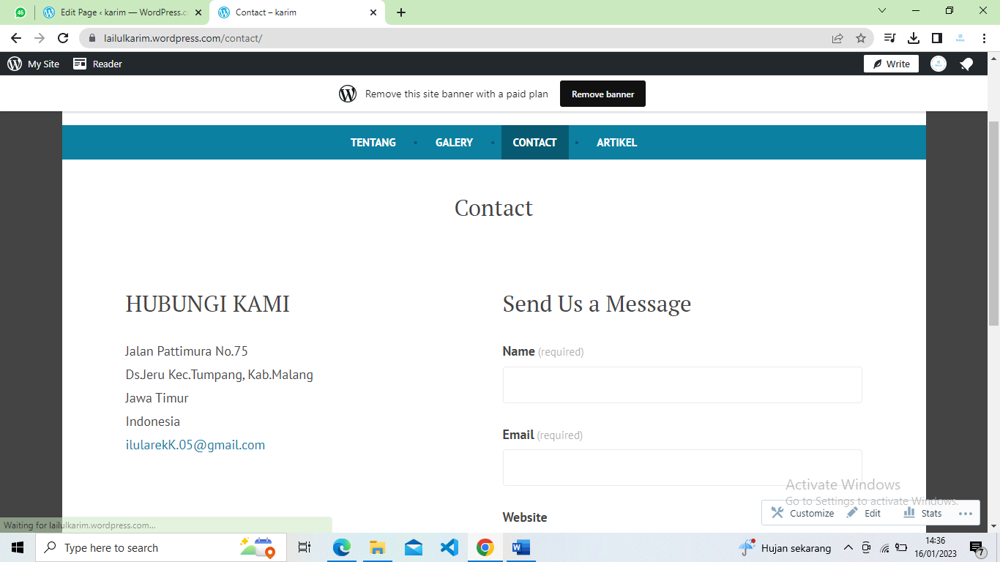 46
Edit Page ‹ karim — WordPress.c
Contact – karim
lailulkarim.wordpress.com/contact/
My Site
Reader
Write
Remove this site banner with a paid plan
Remove banner
TENTANG
GALERY
CONTACT
ARTIKEL
Contact
HUBUNGI KAMI
Jalan Pattimura No.75
Ds.Jeru Kec.Tumpang, Kab.Malang
Jawa Timur
Indonesia
ilularekK.05@gmail.com
Send Us a Message
Name (required)
Email (required)
Website
Activate Windows
Go to Settings to activate Windows.
Customize
Edit
Stats
Waiting for lailulkarim.wordpress.com...
Type here to search
Hujan sekarang
14:36
16/01/2023
7